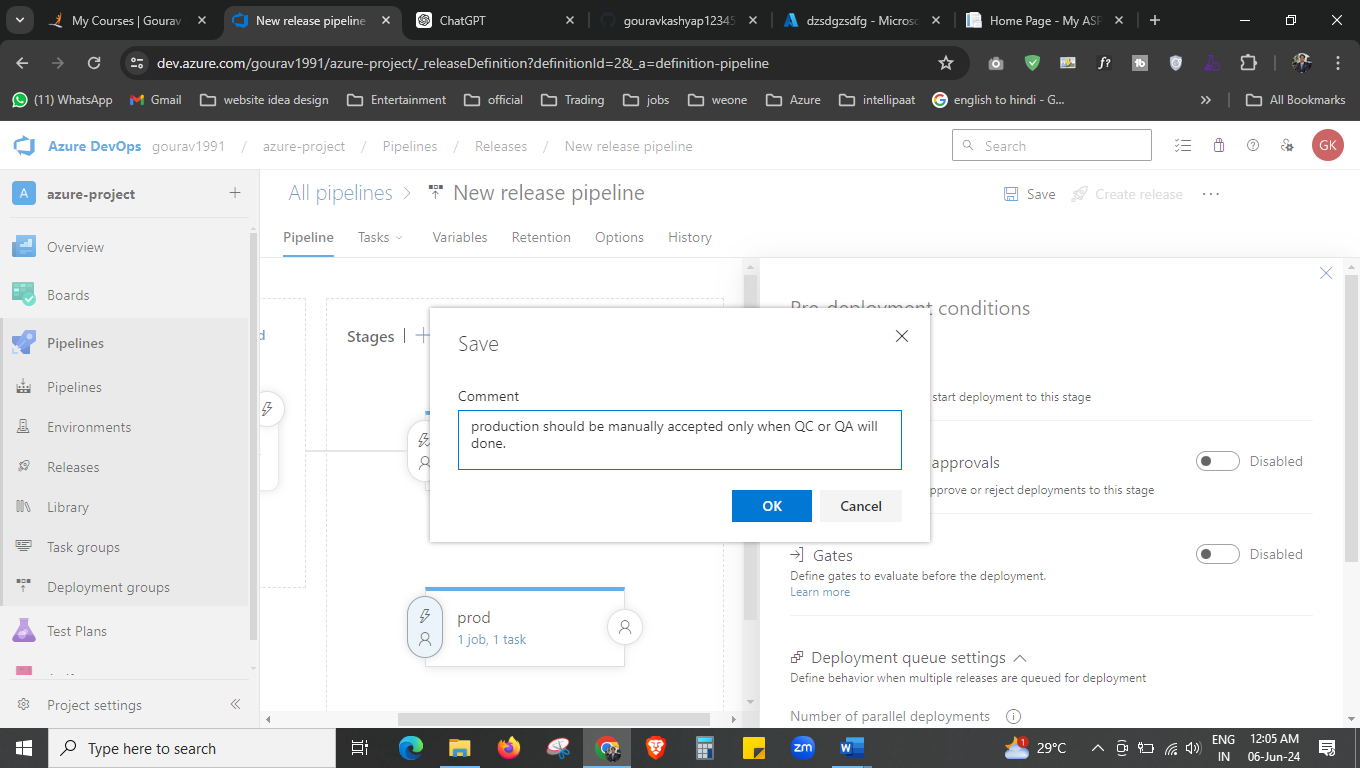 My Courses | Gourav
New release pipeline
ChatGPT
gouravkashyap12345
dzsdgzsdfg - Microso
Home Page - My ASP
dev.azure.com/gourav1991/azure-project/_releaseDefinition?definitionId=2&_a=definition-pipeline
(11) WhatsApp
Gmail
website idea design
Entertainment
official
Trading
jobs
weone
Azure
intellipaat
english to hindi - G...
All Bookmarks
Azure DevOps gourav1991 / azure-project / Pipelines / Releases / New release pipeline
Search
GK
A azure-project
All pipelines > New release pipeline
Save
Create release
Pipeline
Tasks
Variables
Retention
Options
History
Overview
Boards
Pipelines
Pipelines
Environments
Releases
Library
Task groups
Deployment groups
Test Plans
Project settings
Stages
Save
Comment
production should be manually accepted only when QC or QA will
done.
OK
Cancel
prod
1 job, 1 task
Pre-deployment conditions
start deployment to this stage
approvals
Disabled
approve or reject deployments to this stage
Gates
Disabled
Define gates to evaluate before the deployment.
Learn more
Deployment queue settings
Define behavior when multiple releases are queued for deployment
Number of parallel deployments
Type here to search
zm
1
29°C
ENG
IN
12:05 AM
06-Jun-24